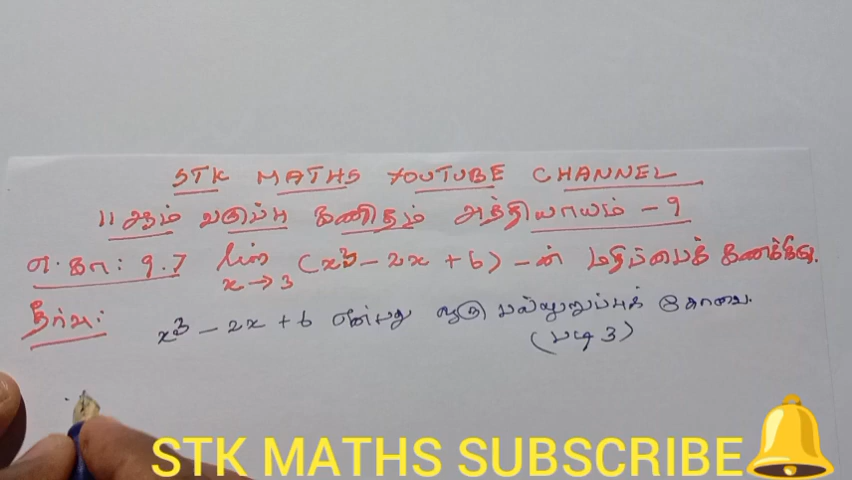 STK MATHS YOUTUBE CHANNEL
11 ஆம் வகுப்பு கணிதம் அத்தியாயம் - 9
எ.கா: 9.7 lim x→3 (x³ - 2x + 6) - ன் மதிப்பைக் கணக்கிடு.
தீர்வு:
x³ - 2x + 6 என்பது ஒரு பல்லுறுப்புக் கோவை.
(படி 3)
STK MATHS SUBSCRIBE